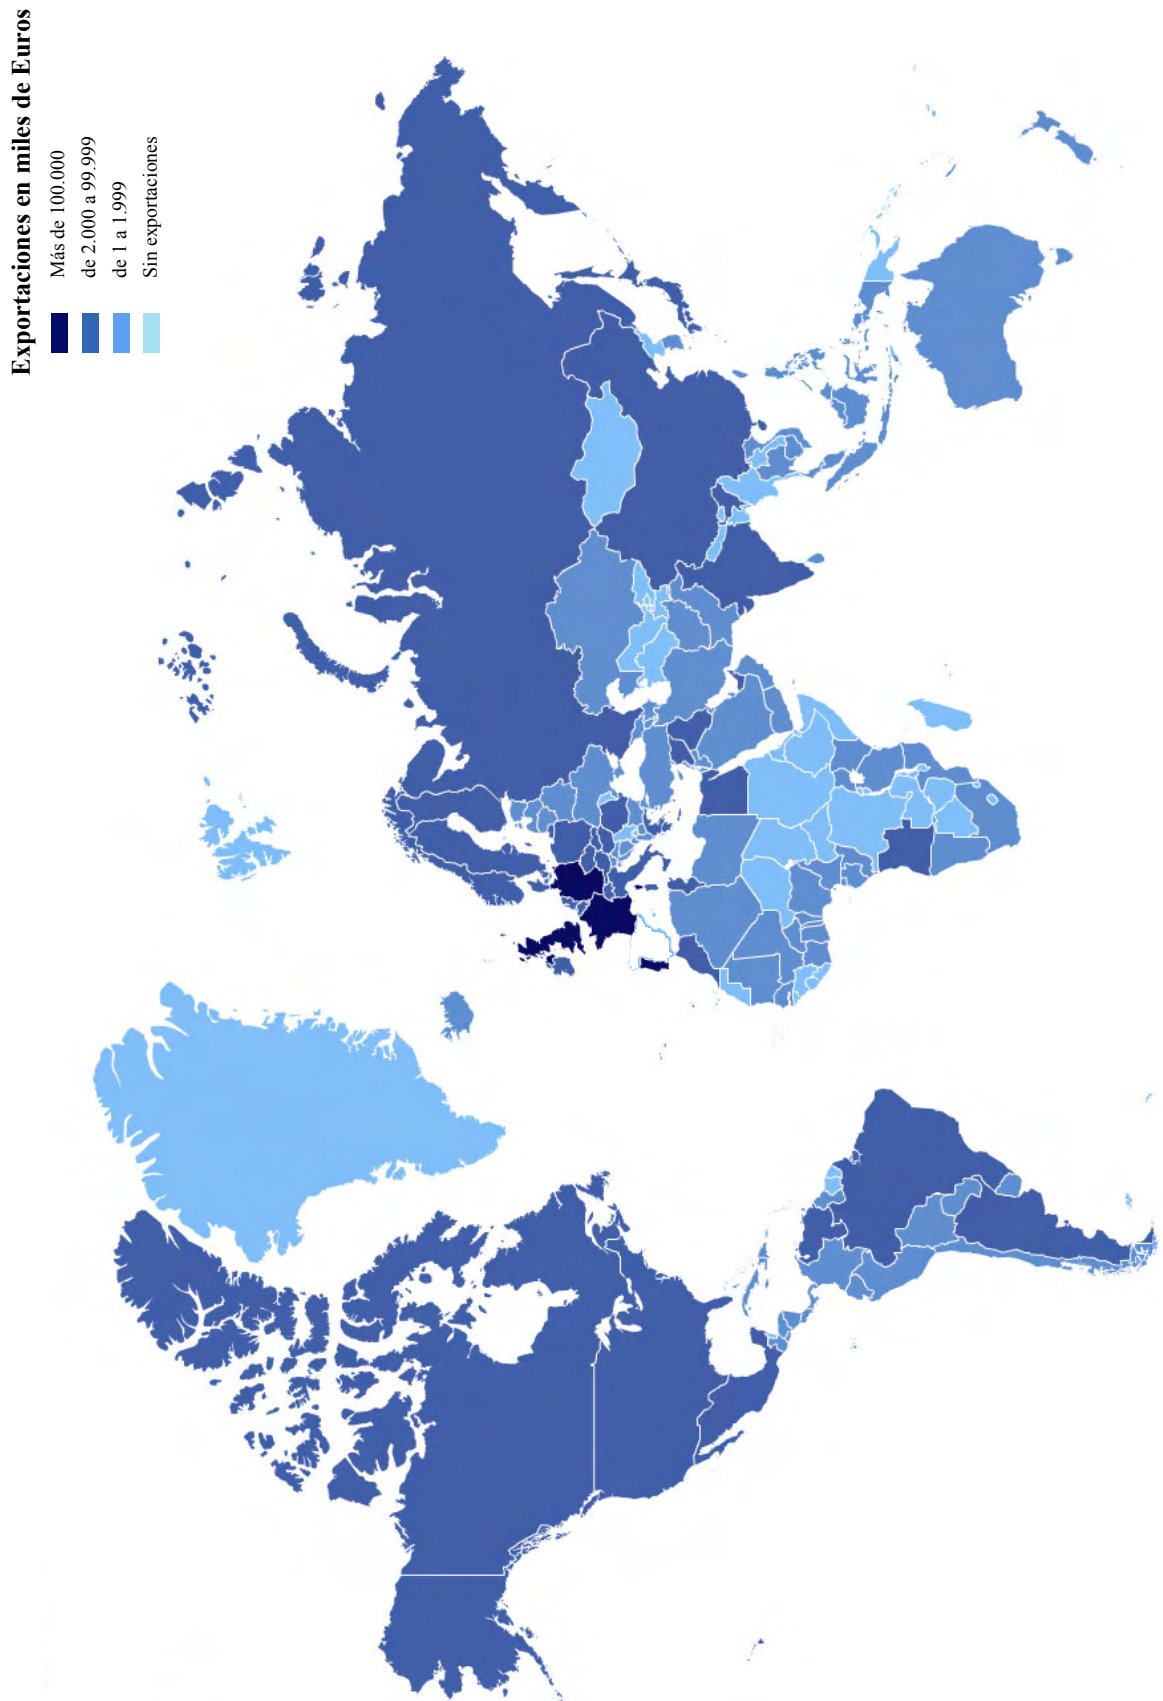 Exportaciones en miles de Euros
Más de 100.000
de 2.000 a 99.999
de 1 a 1.999
Sin exportaciones